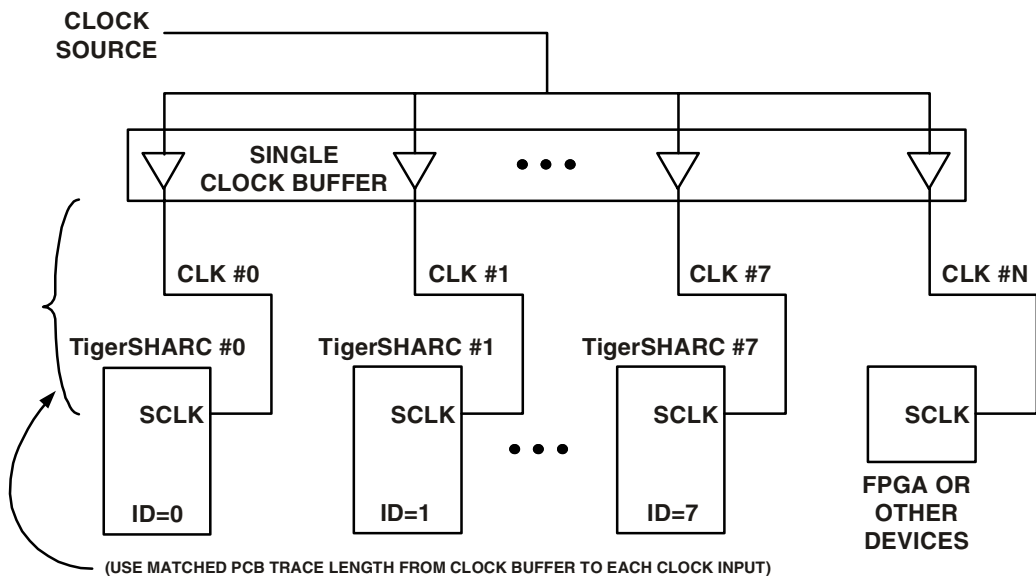 CLOCK
SOURCE
SINGLE
CLOCK BUFFER
CLK #0
CLK #1
CLK #7
CLK #N
TigerSHARC #0
TigerSHARC #1
TigerSHARC #7
SCLK
SCLK
SCLK
SCLK
ID=0
ID=1
ID=7
FPGA OR
OTHER
DEVICES
(USE MATCHED PCB TRACE LENGTH FROM CLOCK BUFFER TO EACH CLOCK INPUT)